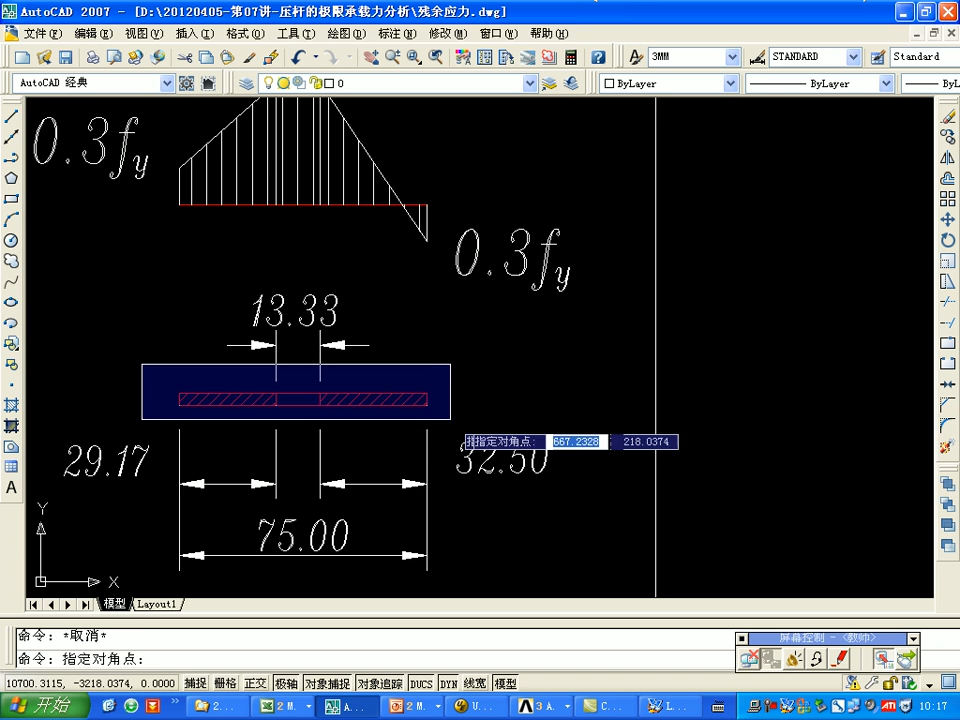 AutoCAD 2007 - [D:\20120405-第07讲-压杆的极限承载力分析\残余应力.dwg]
文件(F) 编辑(E) 视图(V) 插入(I) 格式(O) 工具(T) 绘图(D) 标注(N) 修改(M) 窗口(W) 帮助(H)
3MM STANDARD Standard
AutoCAD 经典 0 ByLayer ByLayer ByL
0.3fy
0.3fy
13.33
指定对角点: 667.2328 218.0374
29.17 32.50
75.00
Y
X
模型 Layout1
命令: *取消*
屏幕控制 - <教师>
命令: 指定对角点:
10700.3115, -3218.0374, 0.0000 捕捉 栅格 正交 极轴 对象捕捉 对象追踪 DUCS DYN 线宽 模型
开始 2... 2 M. A... 2 M. U... 3 A. C... L... 10:17